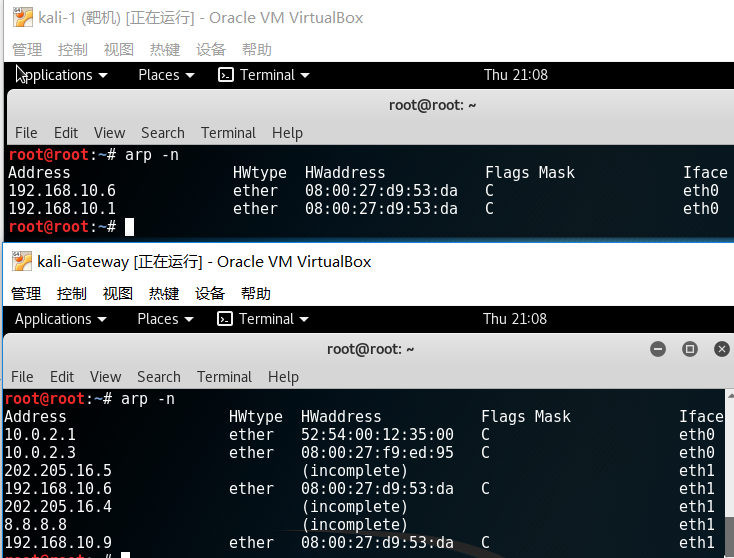 kali-1 (靶机) [正在运行] - Oracle VM VirtualBox
管理 控制 视图 热键 设备 帮助
Applications Places Terminal Thu 21:08
root@root: ~
File Edit View Search Terminal Help
root@root:~# arp -n
Address HWtype HWaddress Flags Mask Iface
192.168.10.6 ether 08:00:27:d9:53:da C eth0
192.168.10.1 ether 08:00:27:d9:53:da C eth0
root@root:~#
kali-Gateway [正在运行] - Oracle VM VirtualBox
管理 控制 视图 热键 设备 帮助
Applications Places Terminal Thu 21:08
root@root: ~
File Edit View Search Terminal Help
root@root:~# arp -n
Address HWtype HWaddress Flags Mask Iface
10.0.2.1 ether 52:54:00:12:35:00 C eth0
10.0.2.3 ether 08:00:27:f9:ed:95 C eth0
202.205.16.5 (incomplete) eth1
192.168.10.6 ether 08:00:27:d9:53:da C eth1
202.205.16.4 (incomplete) eth1
8.8.8.8 (incomplete) eth1
192.168.10.9 ether 08:00:27:d9:53:da C eth1
root@root:~#